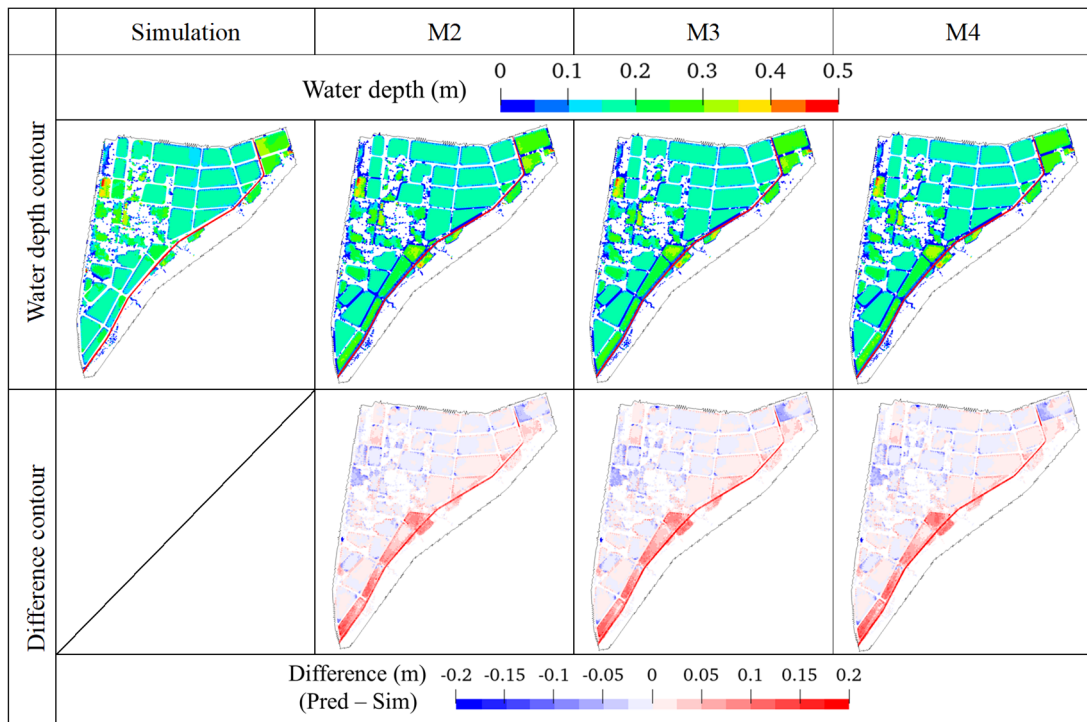 Simulation M2 M3 M4
Water depth (m)
0 0.1 0.2 0.3 0.4 0.5
Water depth contour
Difference contour
Difference (m)
(Pred – Sim)
-0.2 -0.15 -0.1 -0.05 0 0.05 0.1 0.15 0.2